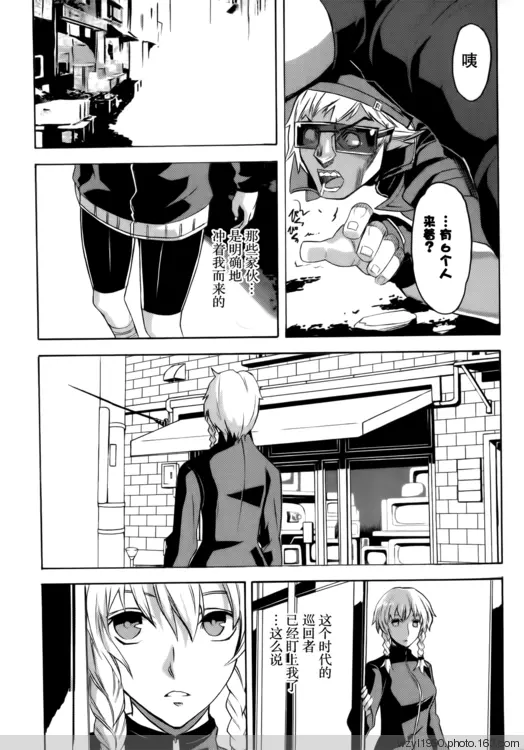 咦
…有6个人
来着?
那些家伙…
是明确地
冲着我而来的
这个时代的
巡回者
已经盯上我了
…这么说